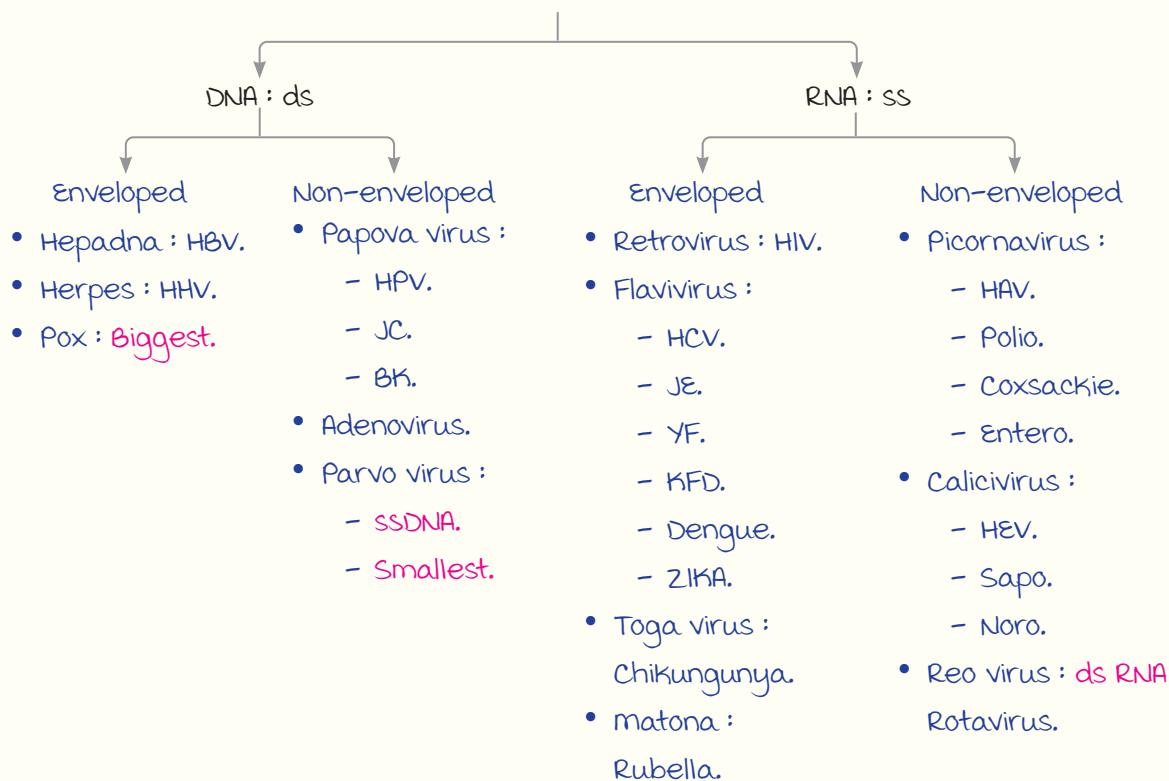 DNA : ds
Enveloped
• Hepadna : HBV.
• Herpes : HHV.
• Pox : Biggest.
Non-enveloped
• Papova virus :
– HPV.
– JC.
– BK.
• Adenovirus.
• Parvo virus :
– SSDNA.
– Smallest.
RNA : ss
Enveloped
• Retrovirus : HIV.
• Flavivirus :
– HCV.
– JE.
– YF.
– KFD.
– Dengue.
– ZIKA.
• Toga virus :
Chikungunya.
• Matona :
Rubella.
Non-enveloped
• Picornavirus :
– HAV.
– Polio.
– Coxsackie.
– Entero.
• Calicivirus :
– HEV.
– Sapo.
– Noro.
• Reo virus : ds RNA
Rotavirus.